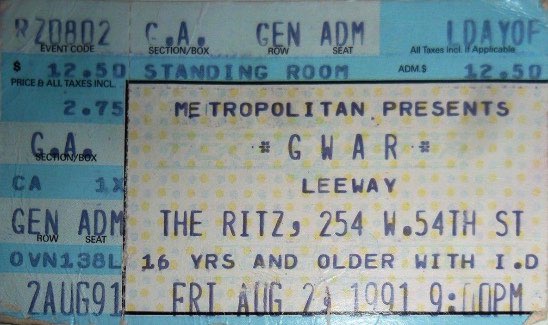 RZ0802 C.A. GEN ADM LDAYOF
EVENT CODE SECTION/BOX ROW SEAT All Taxes Incl. If Applicable
$ 12.50 STANDING ROOM ADM.$ 12.50
PRICE & ALL TAXES INCL.
2.75 METROPOLITAN PRESENTS
G.A. * G W A R *
SECTION/BOX
CA 1X LEEWAY
GEN ADM THE RITZ, 254 W.54TH ST
ROW SEAT
OVN138L 16 YRS AND OLDER WITH I.D
2AUG91 FRI AUG 1991 9:00PM